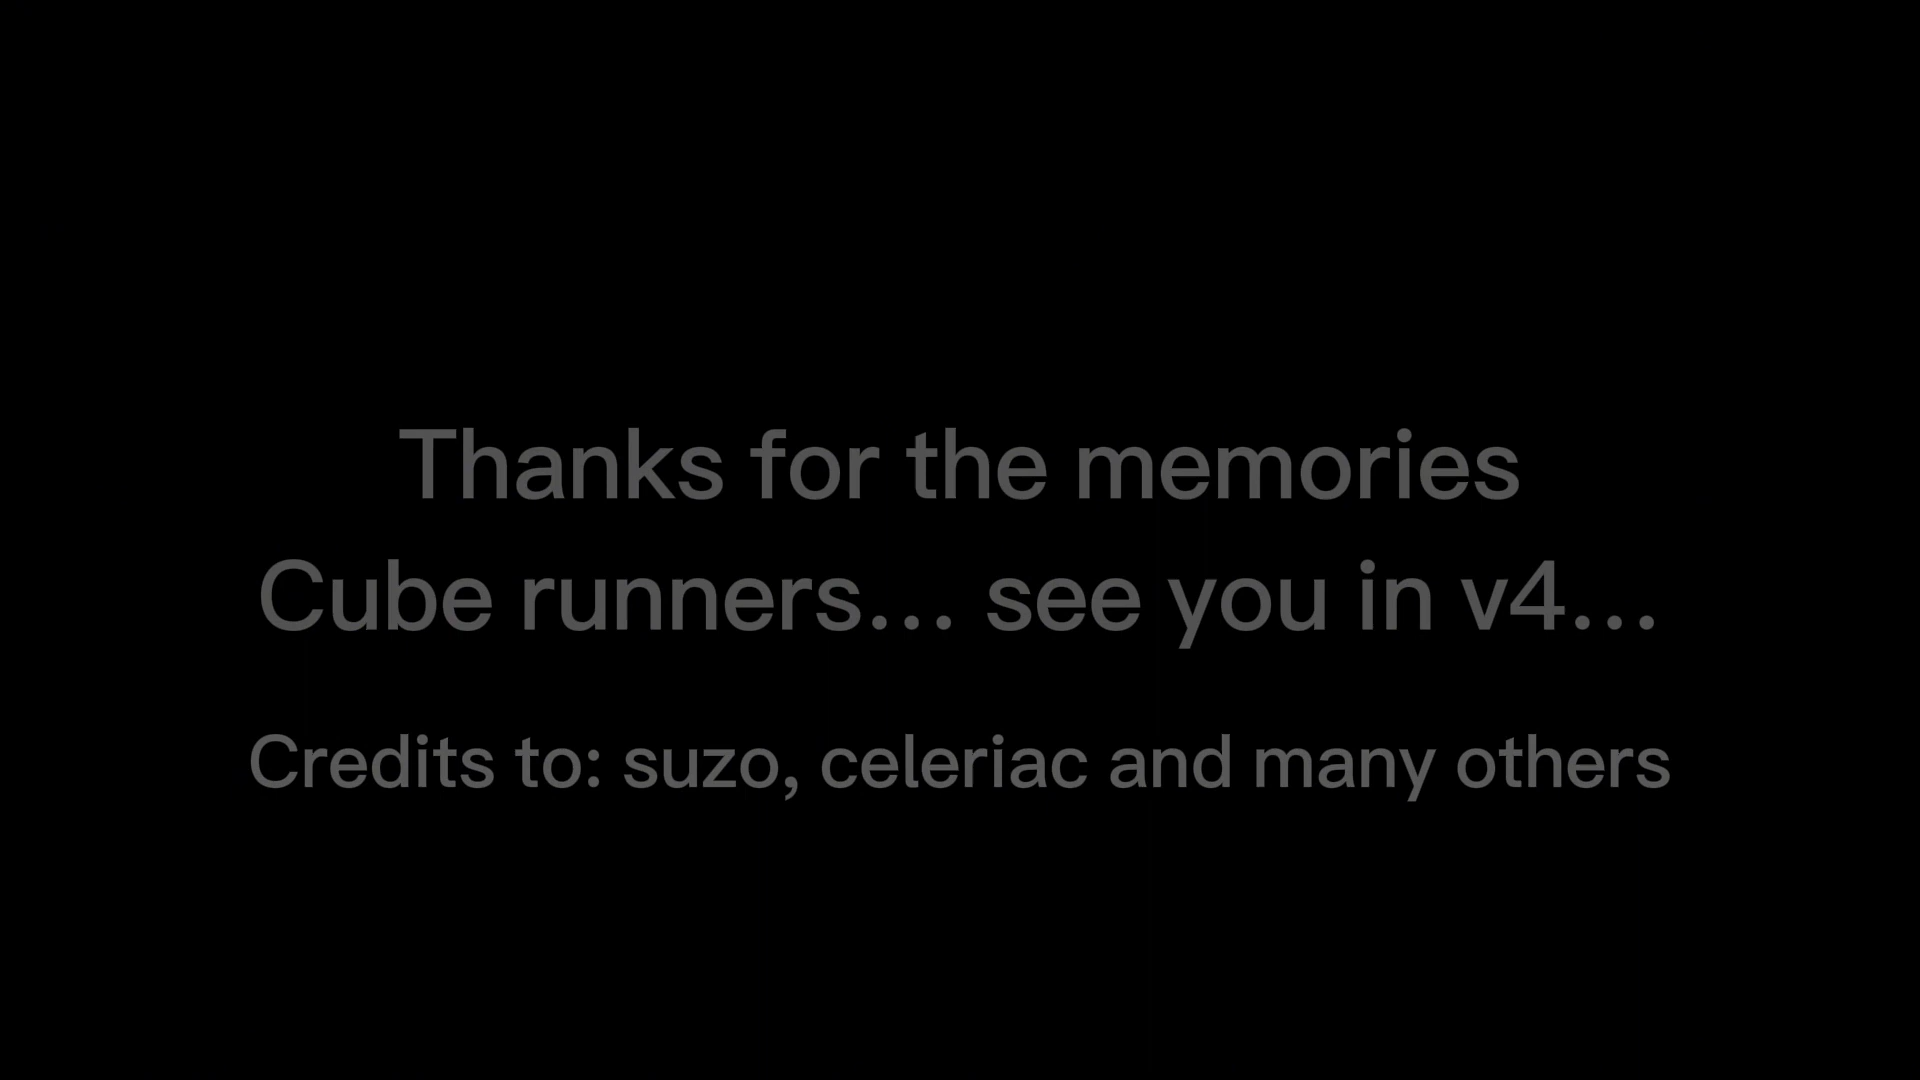 Thanks for the memories
Cube runners... see you in v4...
Credits to: suzo, celeriac and many others